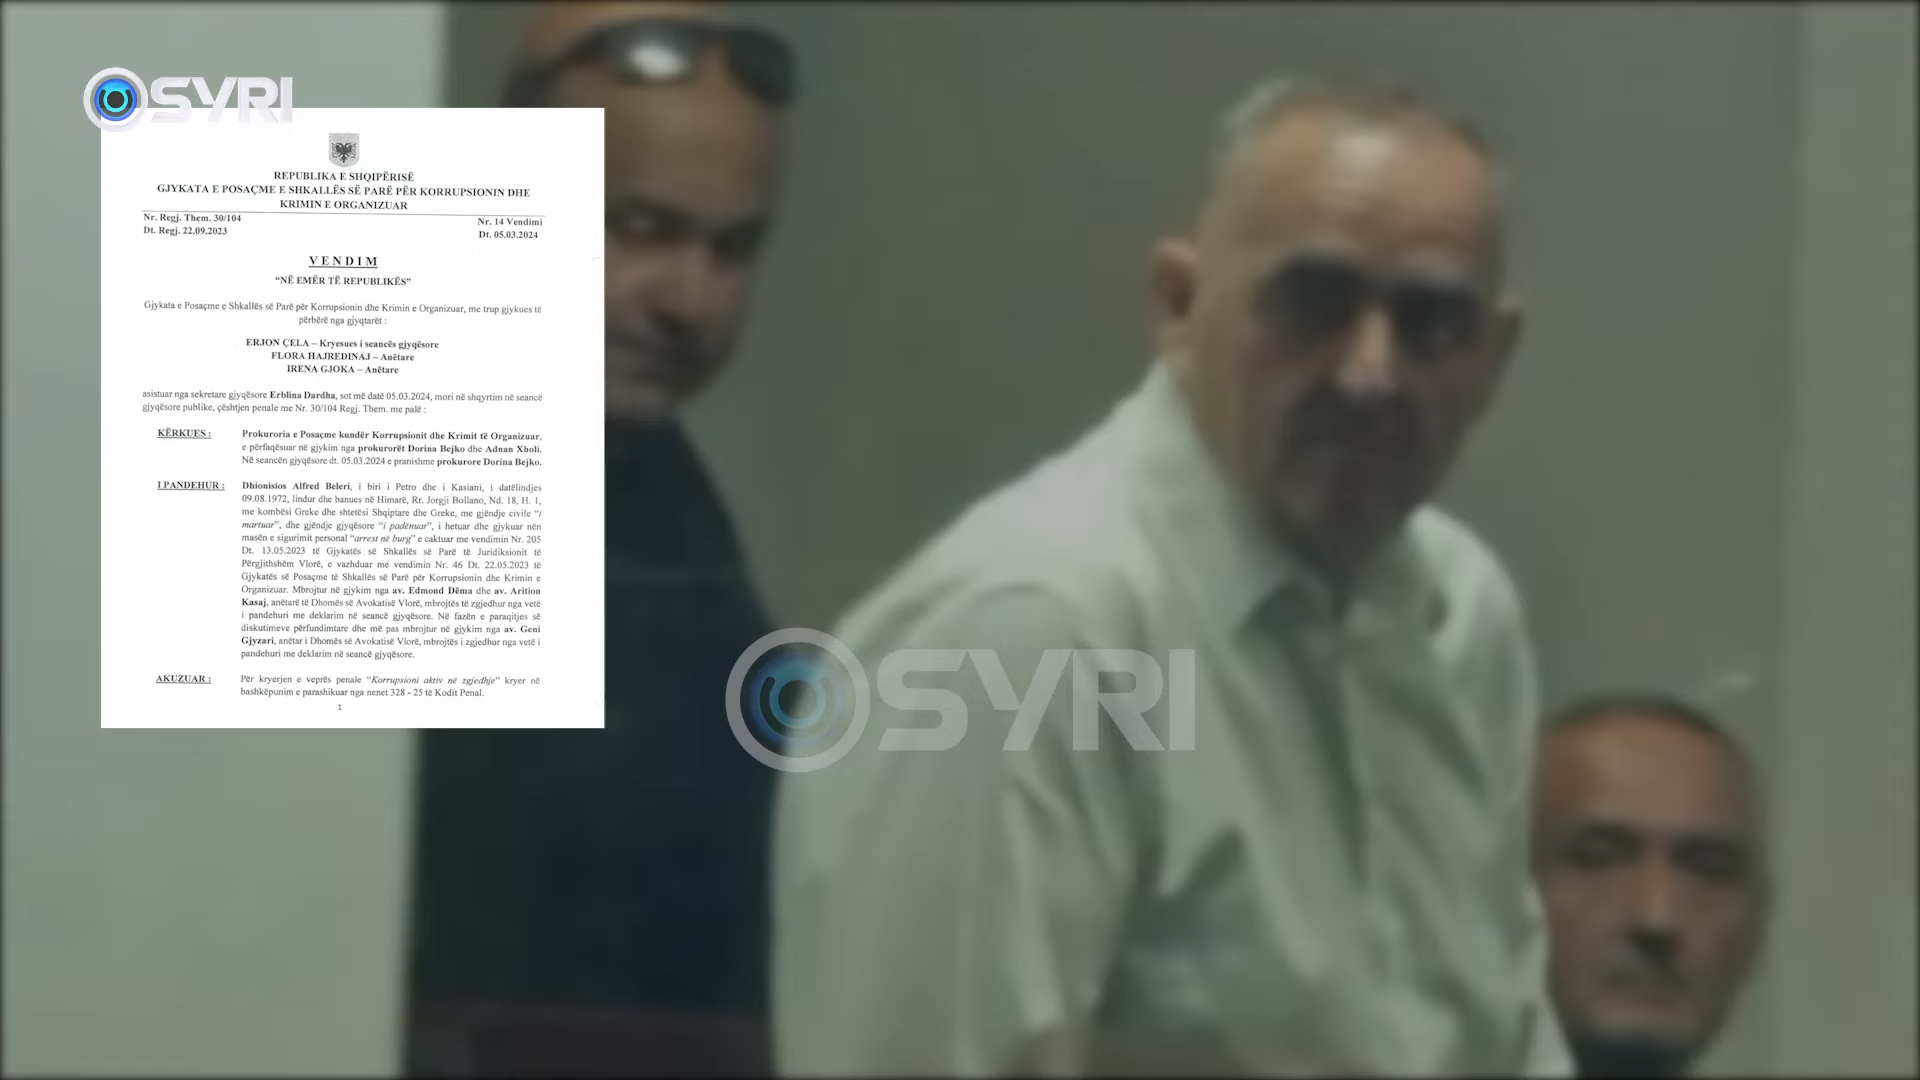 SYRI
REPUBLIKA E SHQIPËRISË
GJYKATA E POSAÇME E SHKALLËS SË PARË PËR KORRUPSIONIN DHE
KRIMIN E ORGANIZUAR
Nr. Regj. Them. 30/104
Nr. 14 Vendimi
Dt. Regj. 22.09.2023
Dt. 05.03.2024
VENDIM
“NË EMËR TË REPUBLIKËS”
Gjykata e Posaçme e Shkallës së Parë për Korrupsionin dhe Krimin e Organizuar, me trup gjykues të
përbërë nga gjyqtarët :
ERJON ÇELA – Kryesues i seancës gjyqësore
FLORA HAJREDINAJ – Anëtare
IRENA GJOKA – Anëtare
asistuar nga sekretare gjyqësore Erblina Dardha, sot më datë 05.03.2024, mori në shqyrtim në seancë
gjyqësore publike, çështjen penale me Nr. 30/104 Regj. Them. me palë :
KËRKUES : Prokuroria e Posaçme kundër Korrupsionit dhe Krimit të Organizuar,
e përfaqësuar në gjykim nga prokurorët Dorina Bejko dhe Adnan Xholi.
Në seancën gjyqësore dt. 05.03.2024 e pranishme prokurore Dorina Bejko.
I PANDEHUR : Dhionisios Alfred Beleri, i biri i Petro dhe i Kasiani, i datëlindjes
09.08.1972, lindur dhe banues në Himarë, Rr. Jorgji Bollano, Nd. 18, H. 1,
me kombësi Greke dhe shtetësi Shqiptare dhe Greke, me gjëndje civile “i
martuar”, dhe gjëndje gjyqësore “i padënuar”, i hetuar dhe gjykuar nën
masën e sigurimit personal “arrest në burg” e caktuar me vendimin Nr. 205
Dt. 13.05.2023 të Gjykatës së Shkallës së Parë të Juridiksionit të
Përgjithshëm Vlorë, e vazhduar me vendimin Nr. 46 Dt. 22.05.2023 të
Gjykatës së Posaçme të Shkallës së Parë për Korrupsionin dhe Krimin e
Organizuar. Mbrojtur në gjykim nga av. Edmond Dëma dhe av. Arition
Kasaj, anëtarë të Dhomës së Avokatisë Vlorë, mbrojtës të zgjedhur nga vetë
i pandehuri me deklarim në seancë gjyqësore. Në fazën e paraqitjes së
diskutimeve përfundimtare dhe më pas mbrojtur në gjykim nga av. Geni
Gjyzari, anëtar i Dhomës së Avokatisë Vlorë, mbrojtës i zgjedhur nga vetë i
pandehuri me deklarim në seancë gjyqësore.
AKUZUAR : Për kryerjen e veprës penale “Korrupsioni aktiv në zgjedhje” kryer në
bashkëpunim e parashikuar nga nenet 328 - 25 të Kodit Penal.
1
SYRI